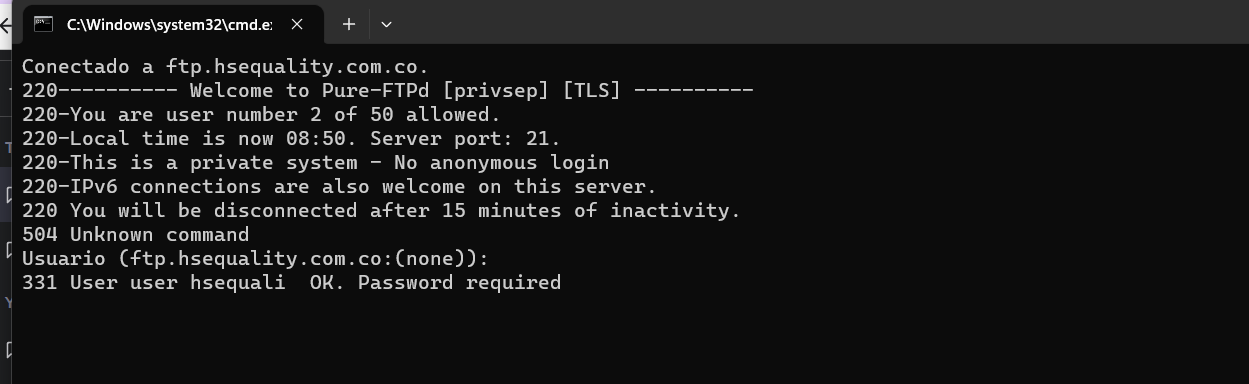 C:\Windows\system32\cmd.e
Conectado a ftp.hsequality.com.co.
220---------- Welcome to Pure-FTPd [privsep] [TLS] ----------
220-You are user number 2 of 50 allowed.
220-Local time is now 08:50. Server port: 21.
220-This is a private system - No anonymous login
220-IPv6 connections are also welcome on this server.
220 You will be disconnected after 15 minutes of inactivity.
504 Unknown command
Usuario (ftp.hsequality.com.co:(none)):
331 User user hsequali  OK. Password required